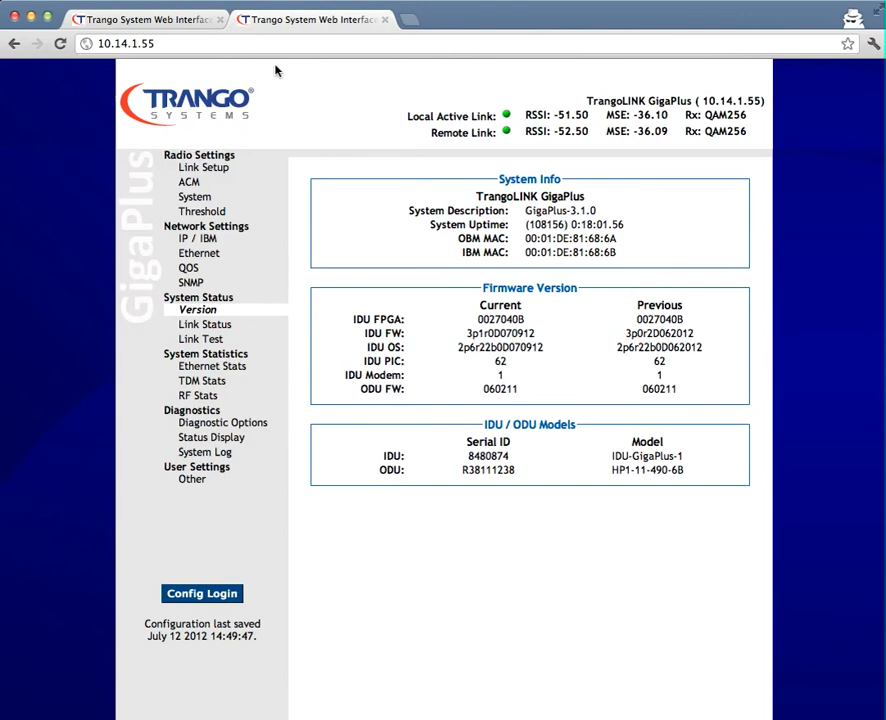 Trango System Web Interface
Trango System Web Interface
10.14.1.55
TRANGO®
SYSTEMS
TrangoLINK GigaPlus ( 10.14.1.55)
Local Active Link: RSSI: -51.50 MSE: -36.10 Rx: QAM256
Remote Link: RSSI: -52.50 MSE: -36.09 Rx: QAM256
GigaPlus
Radio Settings
Link Setup
ACM
System
Threshold
Network Settings
IP / IBM
Ethernet
QOS
SNMP
System Status
Version
Link Status
Link Test
System Statistics
Ethernet Stats
TDM Stats
RF Stats
Diagnostics
Diagnostic Options
Status Display
System Log
User Settings
Other
Config Login
Configuration last saved
July 12 2012 14:49:47.
System Info
TrangoLINK GigaPlus
System Description: GigaPlus-3.1.0
System Uptime: (108156) 0:18:01.56
OBM MAC: 00:01:DE:81:68:6A
IBM MAC: 00:01:DE:81:68:6B
Firmware Version
Current Previous
IDU FPGA: 0027040B 0027040B
IDU FW: 3p1r0D070912 3p0r2D062012
IDU OS: 2p6r22b0D070912 2p6r22b0D062012
IDU PIC: 62 62
IDU Modem: 1 1
ODU FW: 060211 060211
IDU / ODU Models
Serial ID Model
IDU: 8480874 IDU-GigaPlus-1
ODU: R38111238 HP1-11-490-6B